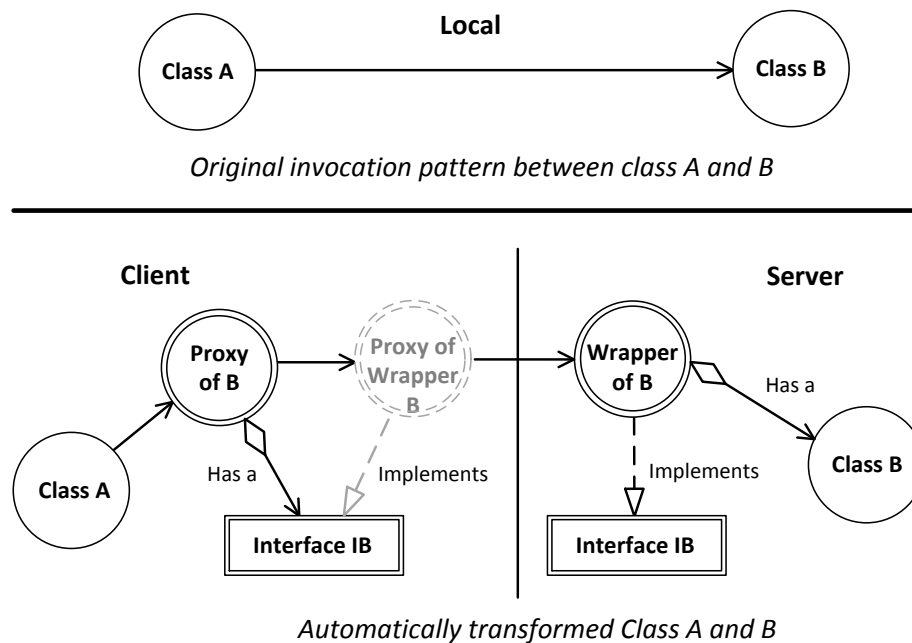 Local
Class A
Class B
Original invocation pattern between class A and B
Client
Server
Proxy
of B
Proxy of
Wrapper
B
Wrapper
of B
Has a
Class A
Has a
Implements
Implements
Class B
Interface IB
Interface IB
Automatically transformed Class A and B